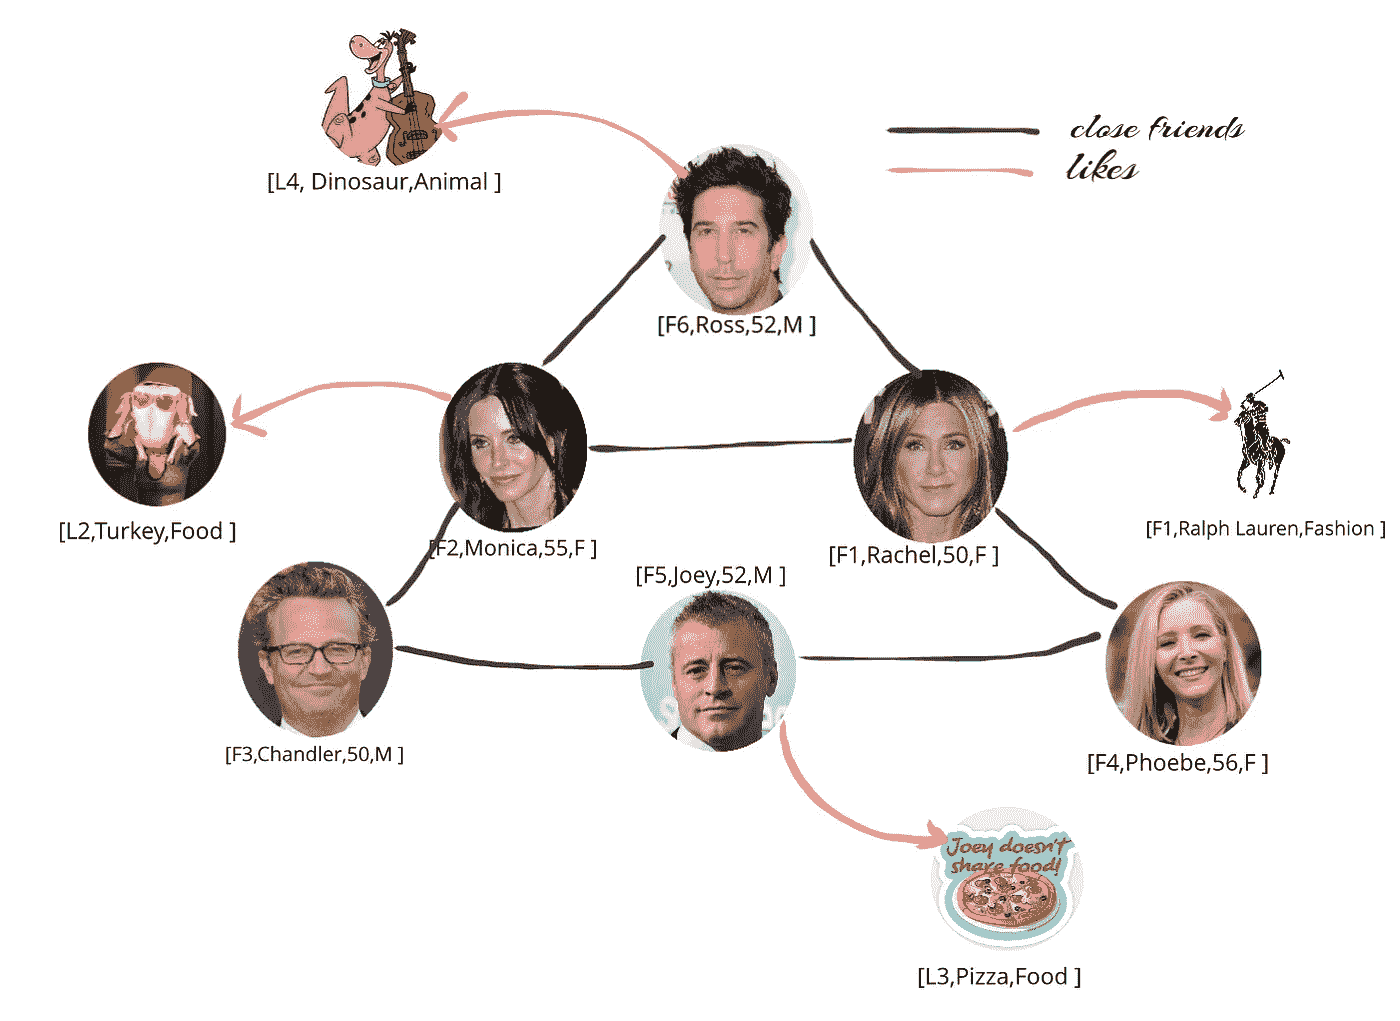 [L4, Dinosaur,Animal ]
close friends
likes
[F6,Ross,52,M ]
[L2,Turkey,Food ]
[F2,Monica,55,F ]
[F1,Rachel,50,F ]
[F1,Ralph Lauren,Fashion ]
[F5,Joey,52,M ]
[F3,Chandler,50,M ]
[F4,Phoebe,56,F ]
Joey doesn't
share food!
[L3,Pizza,Food ]